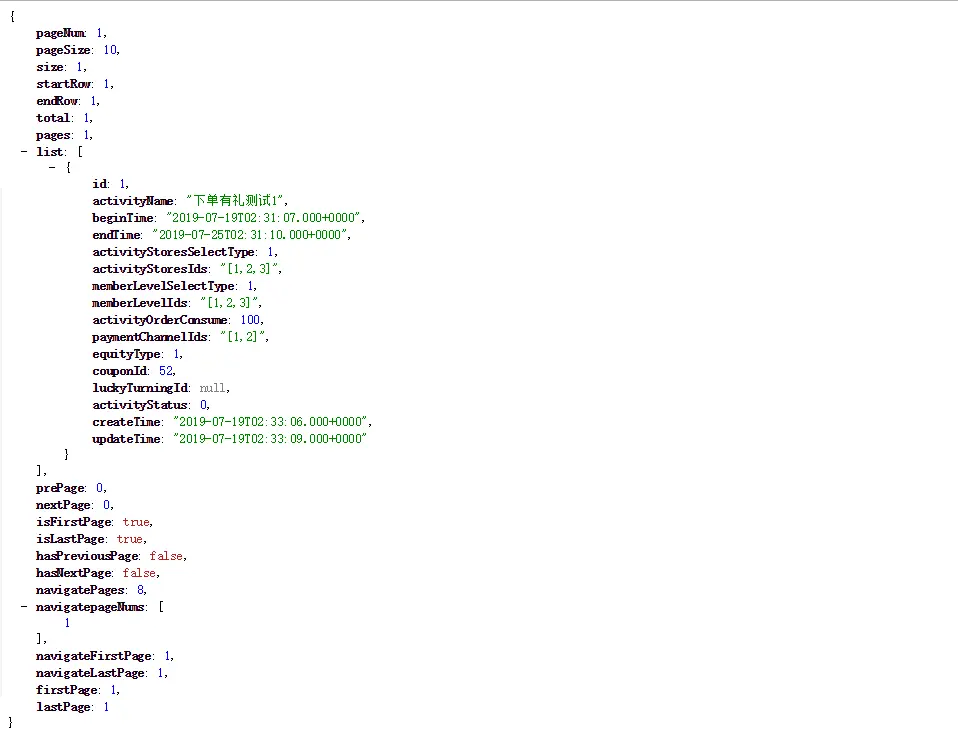 {
pageNum: 1,
pageSize: 10,
size: 1,
startRow: 1,
endRow: 1,
total: 1,
pages: 1,
- list: [
- {
id: 1,
activityName: "下单有礼测试1",
beginTime: "2019-07-19T02:31:07.000+0000",
endTime: "2019-07-25T02:31:10.000+0000",
activityStoresSelectType: 1,
activityStoresIds: "[1,2,3]",
memberLevelSelectType: 1,
memberLevelIds: "[1,2,3]",
activityOrderConsume: 100,
paymentChannelIds: "[1,2]",
equityType: 1,
couponId: 52,
luckyTurningId: null,
activityStatus: 0,
createTime: "2019-07-19T02:33:06.000+0000",
updateTime: "2019-07-19T02:33:09.000+0000"
}
],
prePage: 0,
nextPage: 0,
isFirstPage: true,
isLastPage: true,
hasPreviousPage: false,
hasNextPage: false,
navigatePages: 8,
- navigatepageNums: [
1
],
navigateFirstPage: 1,
navigateLastPage: 1,
firstPage: 1,
lastPage: 1
}